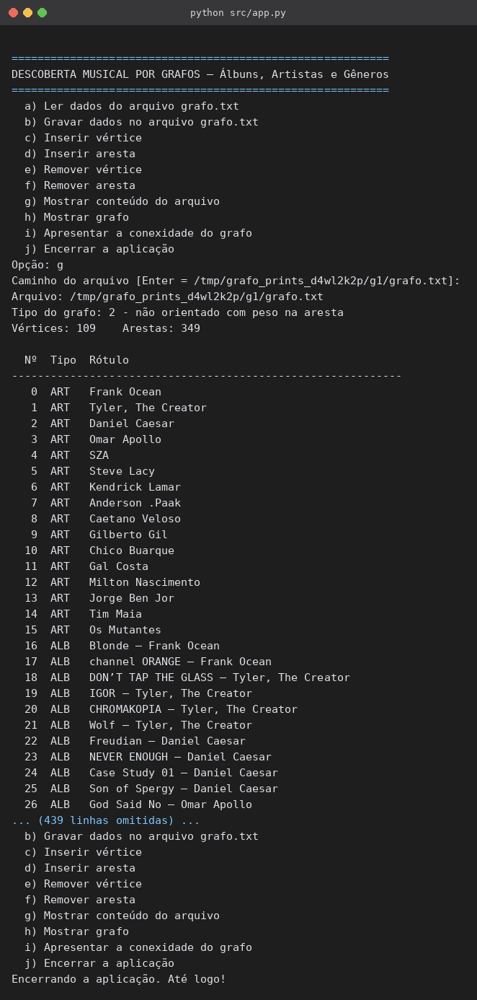 python src/app.py
==========================================================
DESCOBERTA MUSICAL POR GRAFOS — Álbuns, Artistas e Gêneros
==========================================================
  a) Ler dados do arquivo grafo.txt
  b) Gravar dados no arquivo grafo.txt
  c) Inserir vértice
  d) Inserir aresta
  e) Remover vértice
  f) Remover aresta
  g) Mostrar conteúdo do arquivo
  h) Mostrar grafo
  i) Apresentar a conexidade do grafo
  j) Encerrar a aplicação
Opção: g
Caminho do arquivo [Enter = /tmp/grafo_prints_d4wl2k2p/g1/grafo.txt]:
Arquivo: /tmp/grafo_prints_d4wl2k2p/g1/grafo.txt
Tipo do grafo: 2 - não orientado com peso na aresta
Vértices: 109    Arestas: 349
  Nº  Tipo  Rótulo
------------------------------------------------------------
   0  ART   Frank Ocean
   1  ART   Tyler, The Creator
   2  ART   Daniel Caesar
   3  ART   Omar Apollo
   4  ART   SZA
   5  ART   Steve Lacy
   6  ART   Kendrick Lamar
   7  ART   Anderson .Paak
   8  ART   Caetano Veloso
   9  ART   Gilberto Gil
  10  ART   Chico Buarque
  11  ART   Gal Costa
  12  ART   Milton Nascimento
  13  ART   Jorge Ben Jor
  14  ART   Tim Maia
  15  ART   Os Mutantes
  16  ALB   Blonde — Frank Ocean
  17  ALB   channel ORANGE — Frank Ocean
  18  ALB   DON’T TAP THE GLASS — Tyler, The Creator
  19  ALB   IGOR — Tyler, The Creator
  20  ALB   CHROMAKOPIA — Tyler, The Creator
  21  ALB   Wolf — Tyler, The Creator
  22  ALB   Freudian — Daniel Caesar
  23  ALB   NEVER ENOUGH — Daniel Caesar
  24  ALB   Case Study 01 — Daniel Caesar
  25  ALB   Son of Spergy — Daniel Caesar
  26  ALB   God Said No — Omar Apollo
... (439 linhas omitidas) ...
  b) Gravar dados no arquivo grafo.txt
  c) Inserir vértice
  d) Inserir aresta
  e) Remover vértice
  f) Remover aresta
  g) Mostrar conteúdo do arquivo
  h) Mostrar grafo
  i) Apresentar a conexidade do grafo
  j) Encerrar a aplicação
Encerrando a aplicação. Até logo!